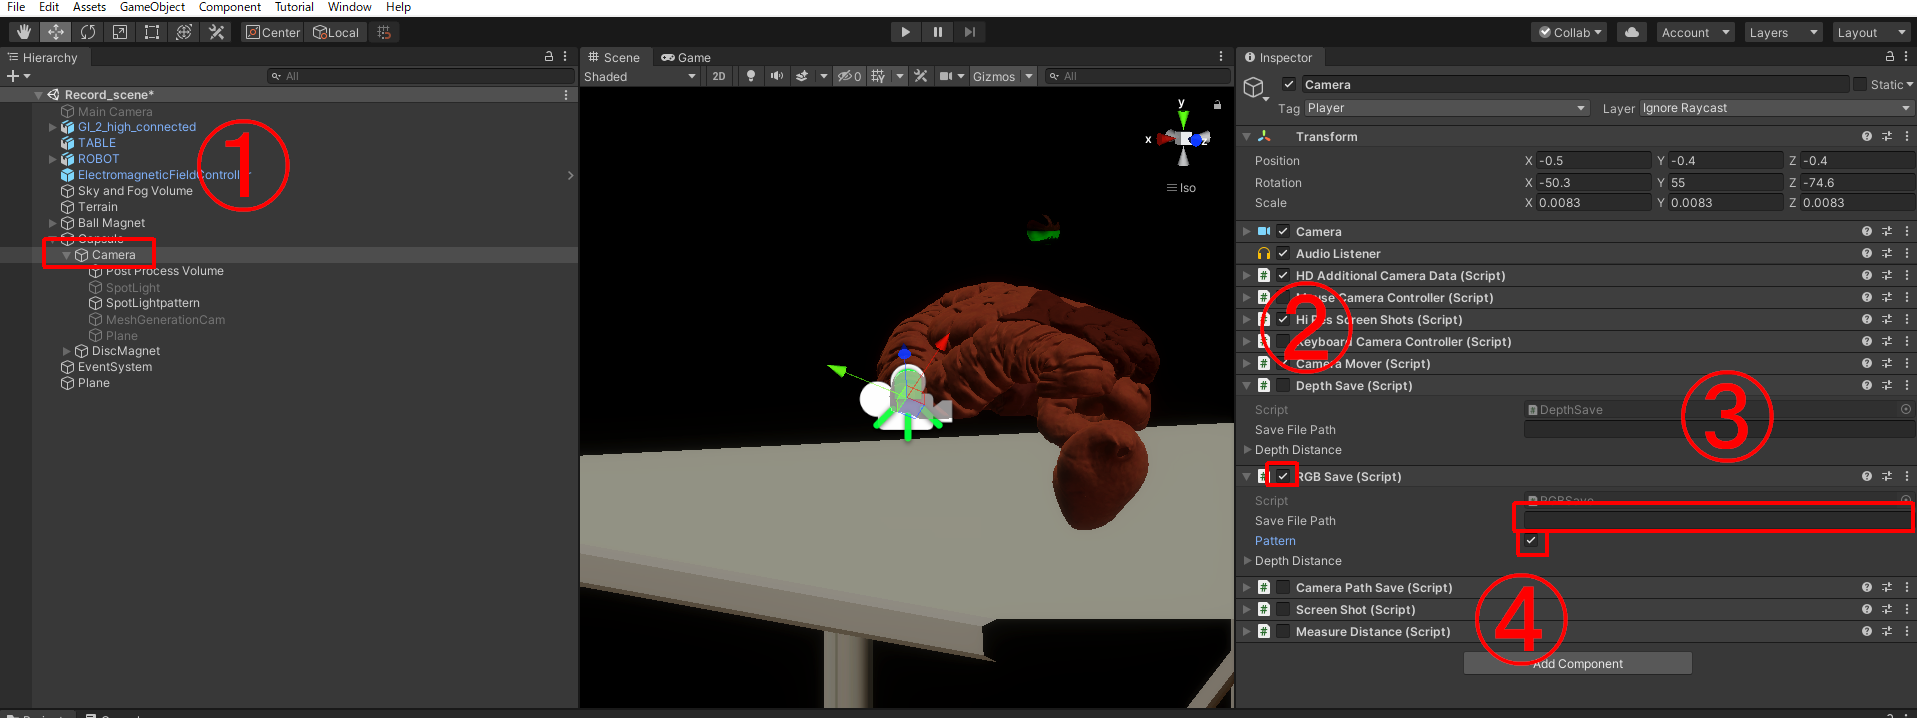 File Edit Assets GameObject Component Tutorial Window Help
Center Local
Collab Account Layers Layout
Hierarchy
All
Record_scene*
Main Camera
GI_2_high_connected
TABLE
ROBOT
ElectromagneticFieldController
Sky and Fog Volume
Terrain
Ball Magnet
Capsule
Camera
Post Process Volume
SpotLight
SpotLightpattern
MeshGenerationCam
Plane
DiscMagnet
EventSystem
Plane
①
Scene Game
Shaded 2D 0 Gizmos All
y
x z
Iso
Inspector
Camera Static
Tag Player Layer Ignore Raycast
Transform
Position X -0.5 Y -0.4 Z -0.4
Rotation X -50.3 Y 55 Z -74.6
Scale X 0.0083 Y 0.0083 Z 0.0083
Camera
Audio Listener
HD Additional Camera Data (Script)
Mouse Camera Controller (Script)
②
Hi Res Screen Shots (Script)
Keyboard Camera Controller (Script)
Camera Mover (Script)
Depth Save (Script)
Script DepthSave
③
Save File Path
Depth Distance
RGB Save (Script)
Script RGBSave
Save File Path
Pattern
Depth Distance
Camera Path Save (Script)
Screen Shot (Script)
④
Measure Distance (Script)
Add Component